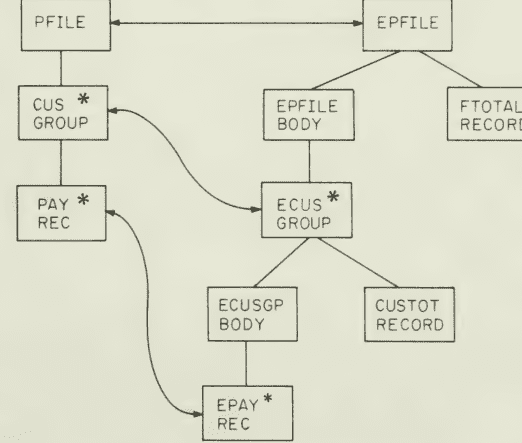 PFILE
EPFILE
CUS *
GROUP
EPFILE
BODY
FTOTAL
RECORD
PAY *
REC
ECUS *
GROUP
ECUSGP
BODY
CUSTOT
RECORD
EPAY *
REC